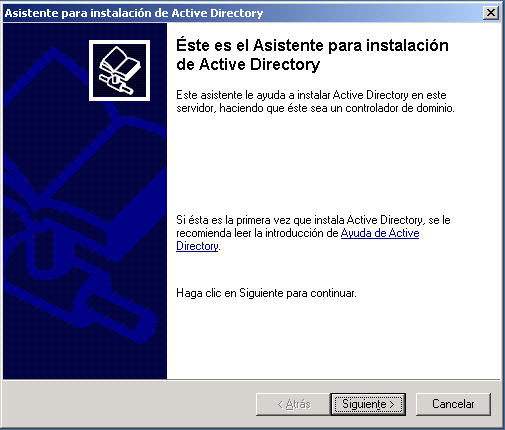 Asistente para instalación de Active Directory
Éste es el Asistente para instalación
de Active Directory
Este asistente le ayuda a instalar Active Directory en este
servidor, haciendo que éste sea un controlador de dominio.
Si ésta es la primera vez que instala Active Directory, se le
recomienda leer la introducción de Ayuda de Active
Directory.
Haga clic en Siguiente para continuar.
< Atrás
Siguiente >
Cancelar